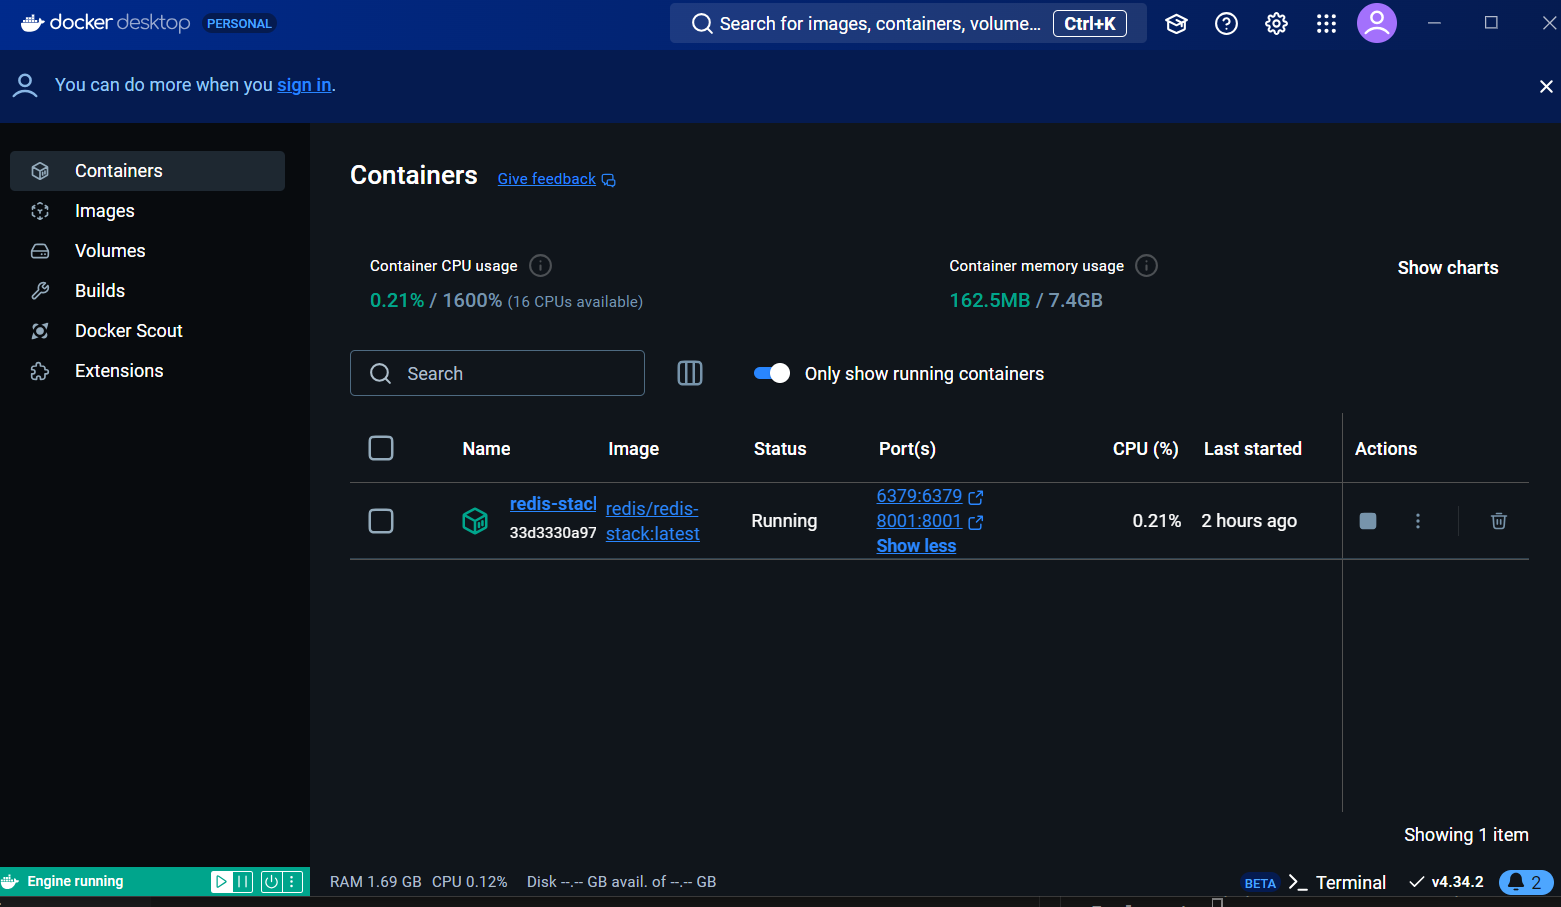 docker desktop PERSONAL
Search for images, containers, volume... Ctrl+K
You can do more when you sign in.
Containers
Images
Volumes
Builds
Docker Scout
Extensions
Containers Give feedback
Container CPU usage
0.21% / 1600% (16 CPUs available)
Container memory usage
162.5MB / 7.4GB
Show charts
Search
Only show running containers
Name Image Status Port(s) CPU (%) Last started Actions
redis-stac
33d3330a97
redis/redis-
stack:latest
Running
6379:6379
8001:8001
Show less
0.21%
2 hours ago
Showing 1 item
Engine running
RAM 1.69 GB CPU 0.12% Disk --.-- GB avail. of --.-- GB
BETA Terminal v4.34.2 2